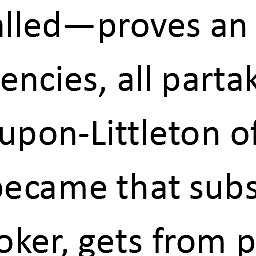 alled—proves an
encies, all partak
upon-Littleton of
became that subs
oker, gets from p